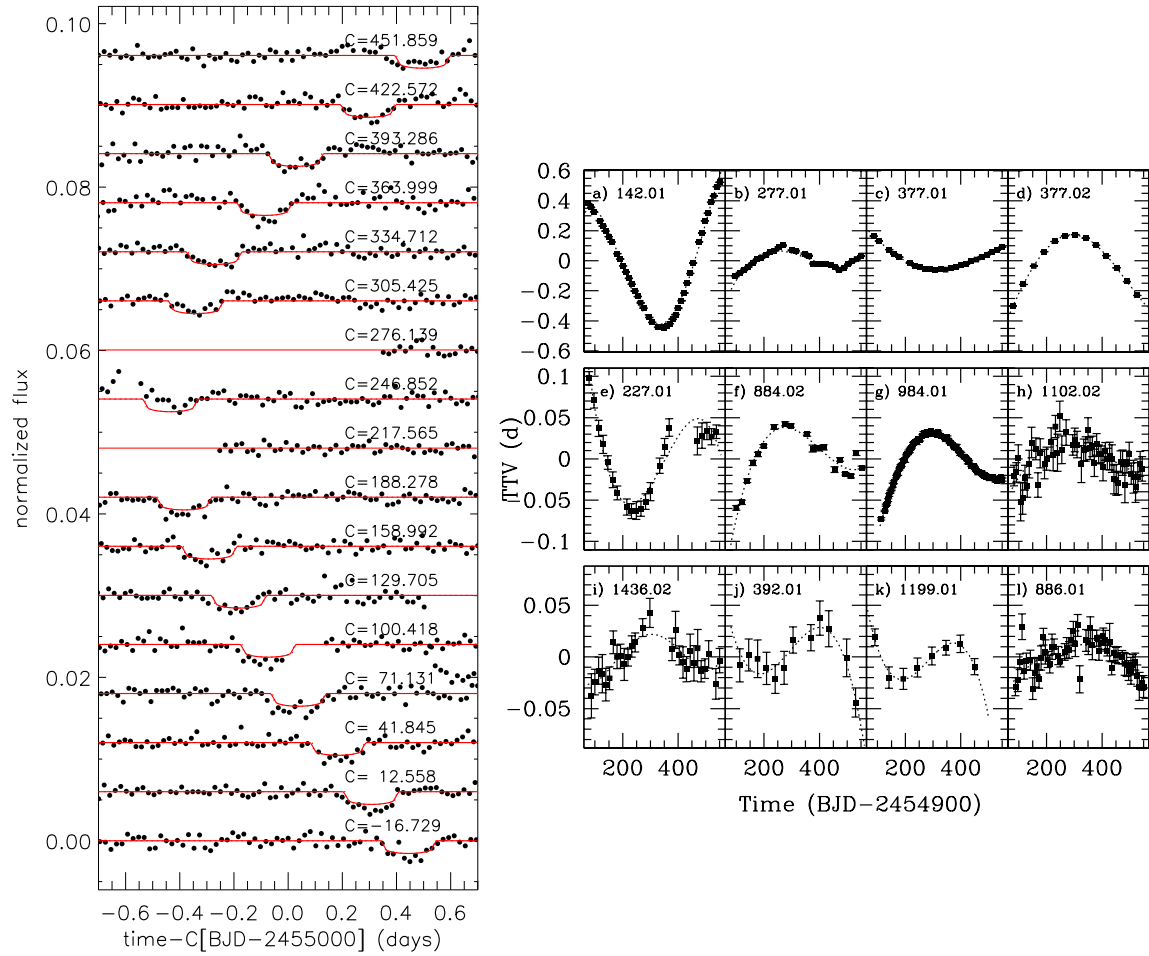 0.10
0.08
0.06
0.04
0.02
0.00
normalized flux
C=451.859
C=422.572
C=393.286
C=363.999
C=334.712
C=305.425
C=276.139
C=246.852
C=217.565
C=188.278
C=158.992
C=129.705
C=100.418
C= 71.131
C= 41.845
C= 12.558
C=−16.729
−0.6 −0.4 −0.2 0.0 0.2 0.4 0.6
time−C[BJD−2455000] (days)
0.6
0.4
0.2
0
−0.2
−0.4
−0.6
a) 142.01
b) 277.01
c) 377.01
d) 377.02
0.1
0.05
0
−0.05
−0.1
TTV (d)
e) 227.01
f) 884.02
g) 984.01
h) 1102.02
0.05
0
−0.05
i) 1436.02
j) 392.01
k) 1199.01
l) 886.01
200 400 200 400 200 400 200 400
Time (BJD−2454900)